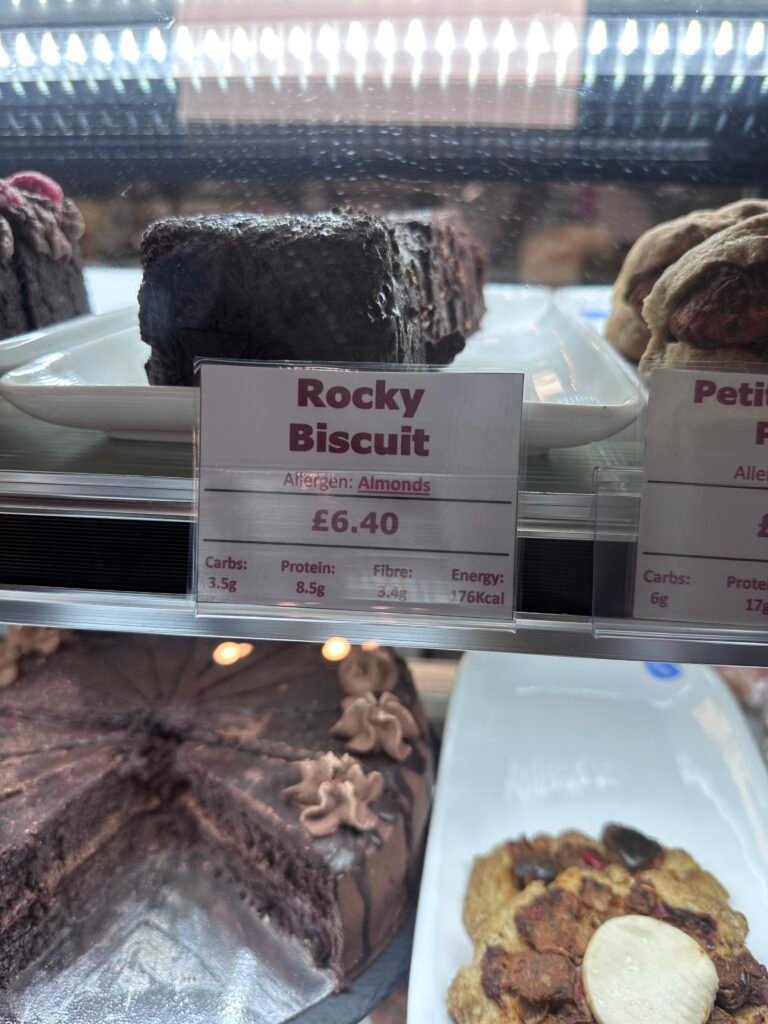 Rocky
Biscuit
Allergen: Almonds
£6.40
Carbs: Protein: Fibre: Energy:
3.5g 8.5g 3.4g 176Kcal
£
Carbs:
6g 17g